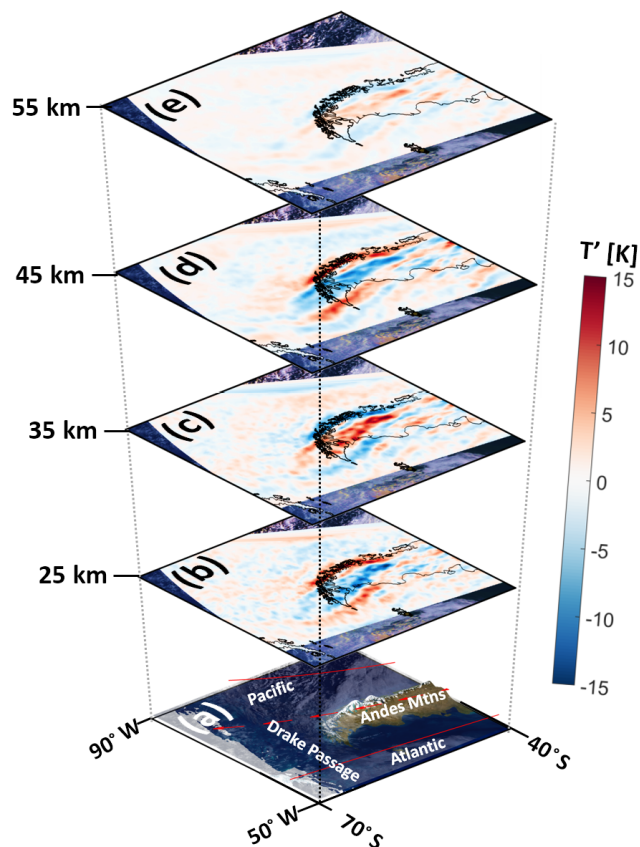 (e)
55 km
T' [K]
(d)
45 km
15
10
5
0
-5
-10
-15
(c)
35 km
(b)
25 km
(a)
Pacific
Andes Mtns
Drake Passage
Atlantic
90° W
40°S
50° W
70°S